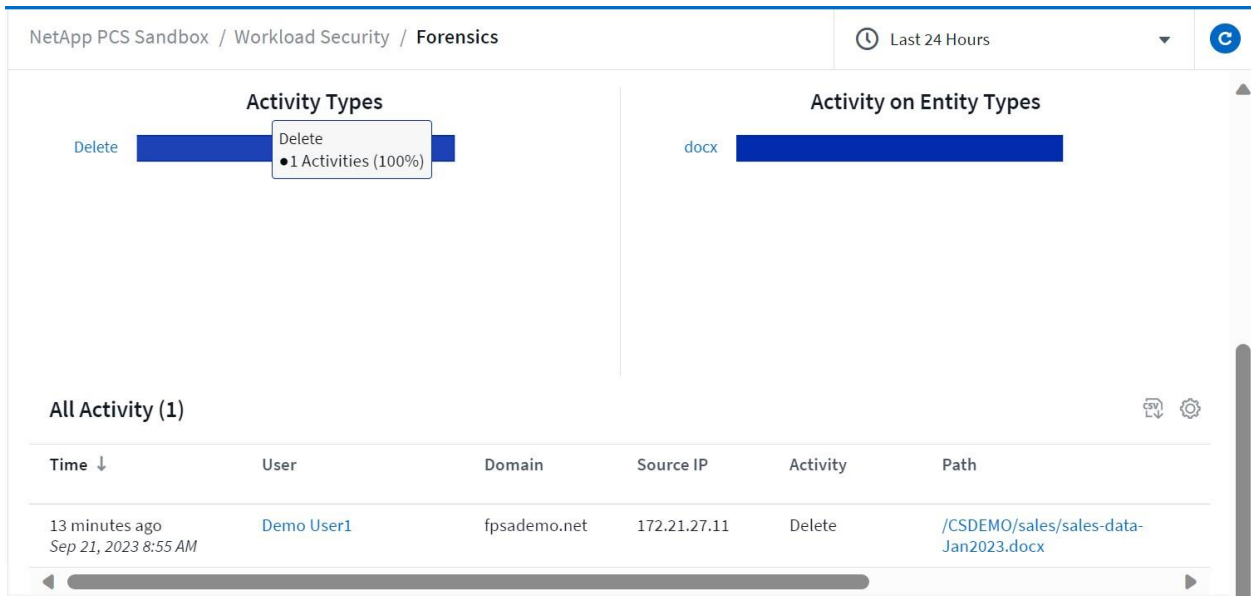 NetApp PCS Sandbox / Workload Security / Forensics
Last 24 Hours
C
Activity Types
Delete
Delete
●1 Activities (100%)
Activity on Entity Types
docx
All Activity (1)
CSV
Time ↓ User Domain Source IP Activity Path
13 minutes ago Demo User1 fpsademo.net 172.21.27.11 Delete /CSDEMO/sales/sales-data-
Sep 21, 2023 8:55 AM Jan2023.docx